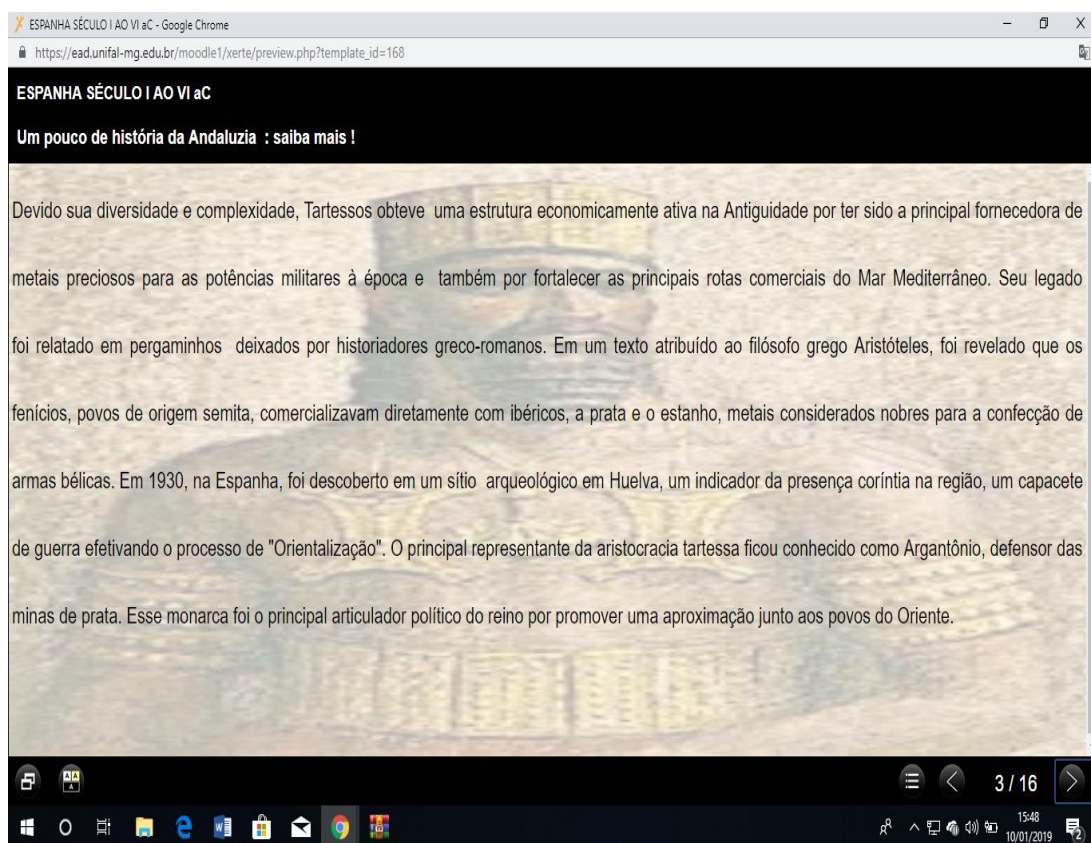 ESPANHA SÉCULO I AO VI aC - Google Chrome
https://ead.unifal-mg.edu.br/moodle1/xerte/preview.php?template_id=168
ESPANHA SÉCULO I AO VI aC
Um pouco de história da Andaluzia : saiba mais !
Devido sua diversidade e complexidade, Tartessos obteve uma estrutura economicamente ativa na Antiguidade por ter sido a principal fornecedora de
metais preciosos para as potências militares à época e também por fortalecer as principais rotas comerciais do Mar Mediterrâneo. Seu legado
foi relatado em pergaminhos deixados por historiadores greco-romanos. Em um texto atribuído ao filósofo grego Aristóteles, foi revelado que os
fenícios, povos de origem semita, comercializavam diretamente com ibéricos, a prata e o estanho, metais considerados nobres para a confecção de
armas bélicas. Em 1930, na Espanha, foi descoberto em um sítio arqueológico em Huelva, um indicador da presença coríntia na região, um capacete
de guerra efetivando o processo de "Orientalização". O principal representante da aristocracia tartessa ficou conhecido como Argantônio, defensor das
minas de prata. Esse monarca foi o principal articulador político do reino por promover uma aproximação junto aos povos do Oriente.
3 / 16
15:48
10/01/2019